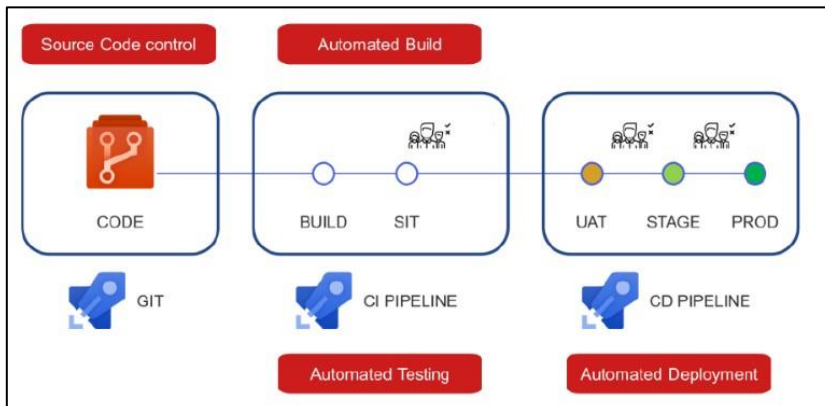 Source Code control
Automated Build
CODE
BUILD
SIT
UAT
STAGE
PROD
GIT
CI PIPELINE
CD PIPELINE
Automated Testing
Automated Deployment